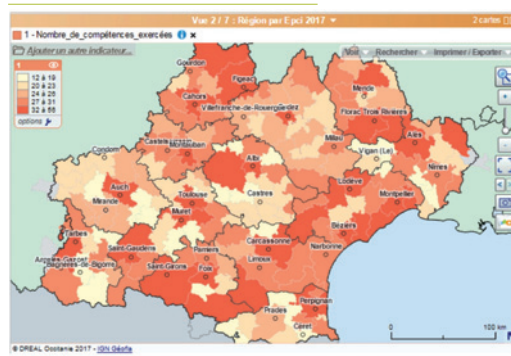 Vue 2 / 7 : Région par Epci 2017
2 cartes
1 - Nombre_de_compétences_exercées
Ajouter un autre indicateur...
Voir
Rechercher
Imprimer / Exporter
1
12 à 19
20 à 23
24 à 26
27 à 31
32 à 56
options
Gourdon
Figeac
Cahors
Villefranche-de-Rouergue
Mende
Florac Trois Rivières
Millau
Vigan (Le)
Alès
Nîmes
Condom
Montauban
Albi
Castres
Auch
Mirande
Toulouse
Muret
Lodève
Montpellier
Béziers
Tarbes
Saint-Gaudens
Bagnères-de-Bigorre
Saint-Girons
Pamiers
Foix
Carcassonne
Limoux
Narbonne
Perpignan
Prades
Céret
0
100 km
© DREAL Occitanie 2017 - IGN Géofla